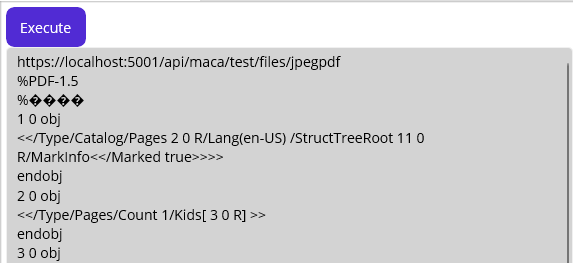 Execute
https://localhost:5001/api/maca/test/files/jpegpdf
%PDF-1.5
%����
1 0 obj
<</Type/Catalog/Pages 2 0 R/Lang(en-US) /StructTreeRoot 11 0
R/MarkInfo<</Marked true>>>>
endobj
2 0 obj
<</Type/Pages/Count 1/Kids[ 3 0 R] >>
endobj
3 0 obj